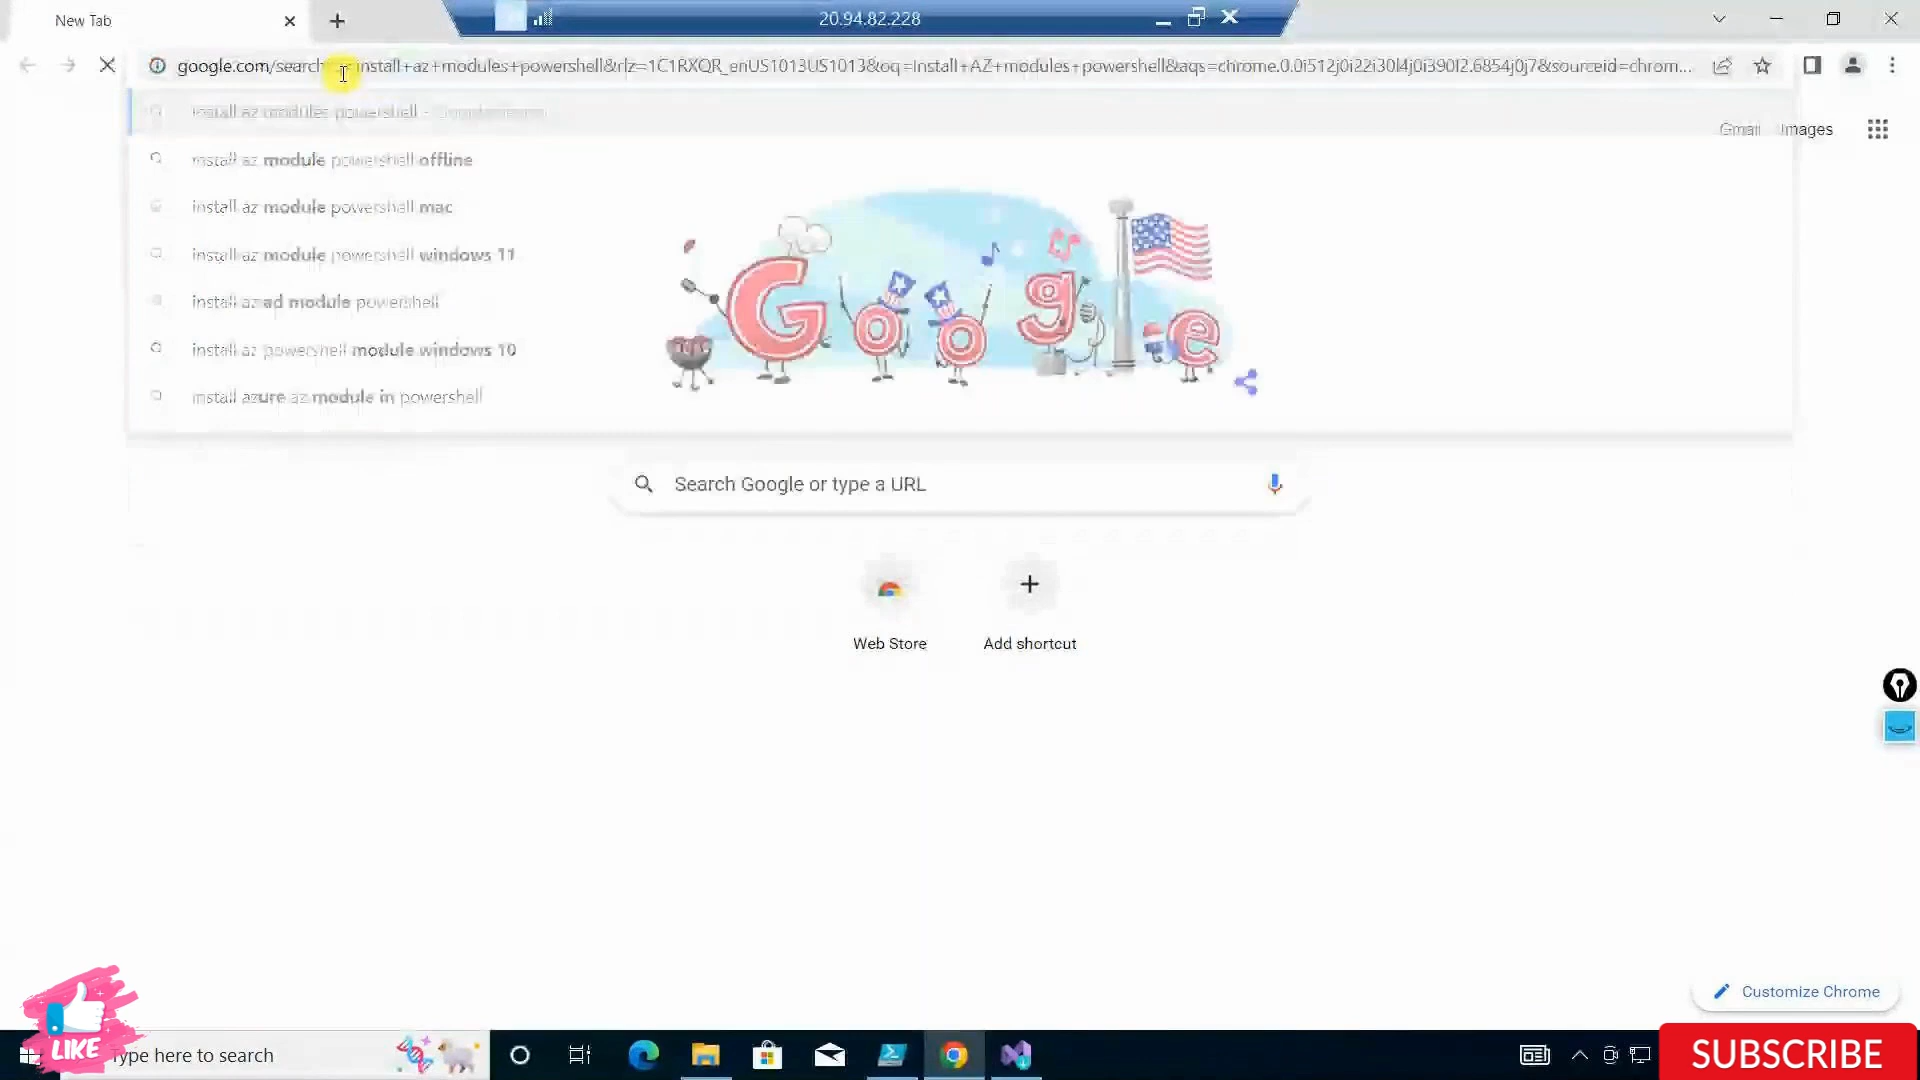 New Tab
20.94.82.228
google.com/search install+az+modules+powershell&rlz=1C1RXQR_enUS1013US1013&oq=Install+AZ+modules+powershell&aqs=chrome.0.0i512j0i22i30l4j0i390l2.6854j0j7&sourceid=chrom...
install az modules powershell -
Gmail Images
install az module powershell offline
install az module powershell mac
install az module powershell windows 11
install az ad module powershell
install az powershell module windows 10
install azure az module in powershell
Google
Search Google or type a URL
Web Store
Add shortcut
Customize Chrome
LIKE
Type here to search
SUBSCRIBE